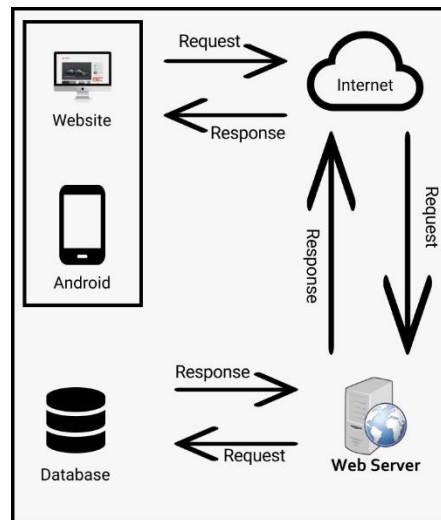 Request
Website
Internet
Response
Android
Response
Request
Response
Database
Request
Web Server